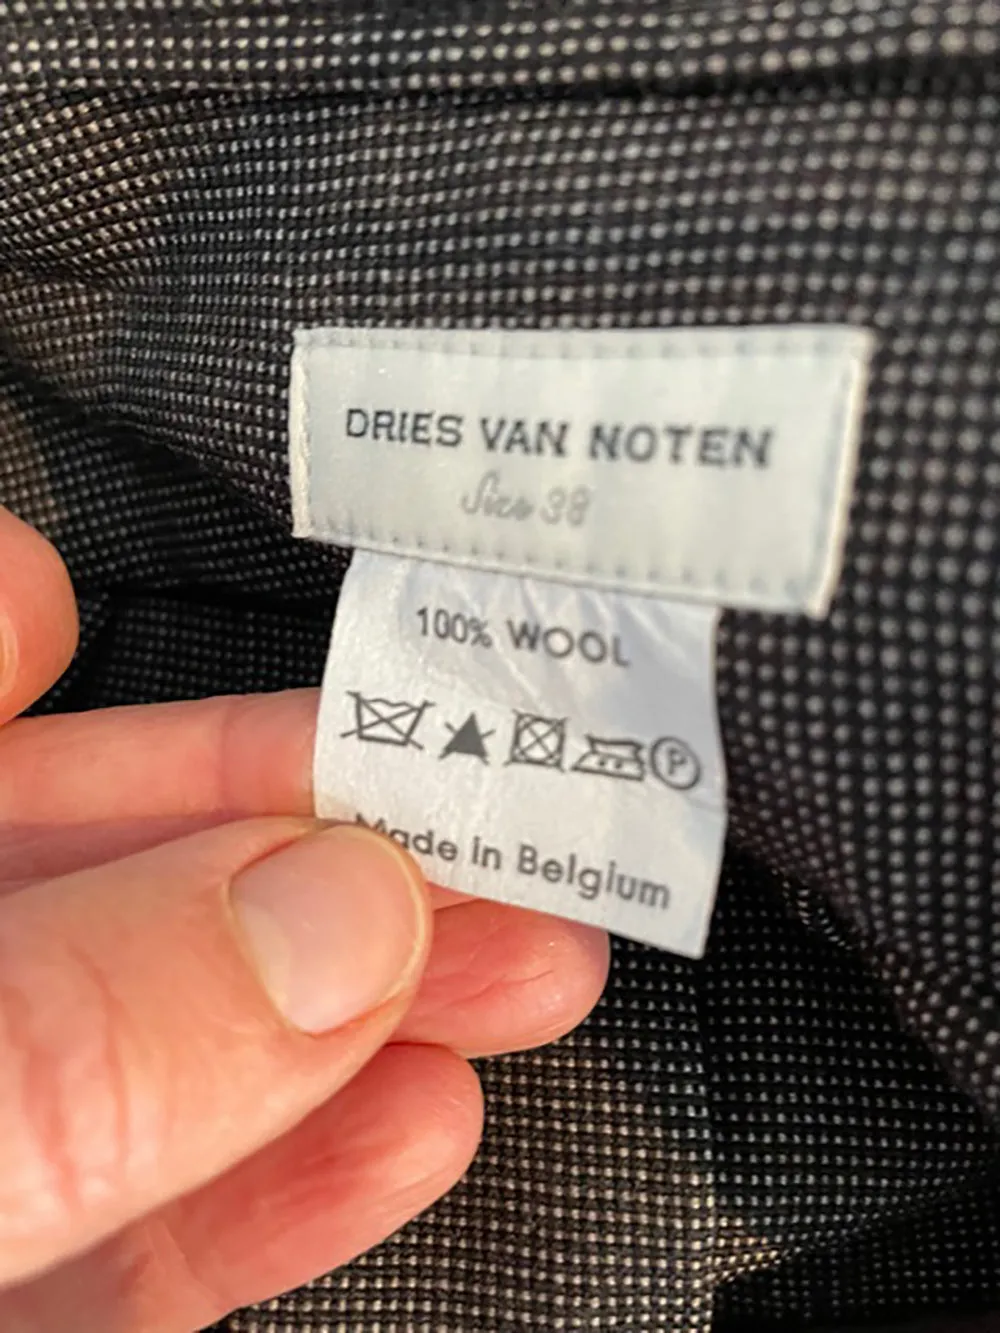 DRIES VAN NOTEN
Size 38
100% WOOL
P
Made in Belgium